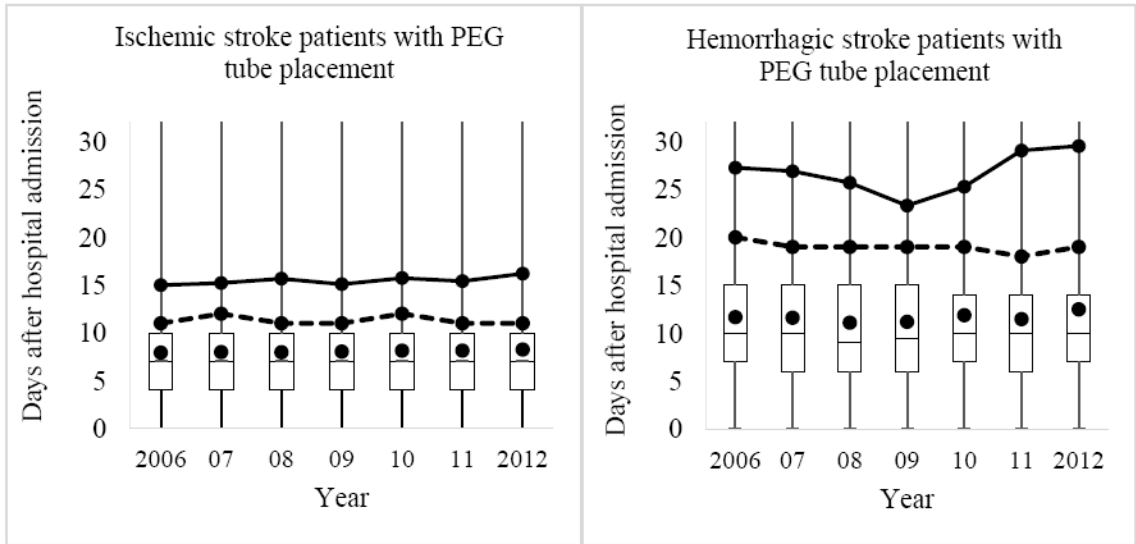 Ischemic stroke patients with PEG
tube placement
Days after hospital admission
30
25
20
15
10
5
0
2006 07 08 09 10 11 2012
Year
Hemorrhagic stroke patients with
PEG tube placement
Days after hospital admission
30
25
20
15
10
5
0
2006 07 08 09 10 11 2012
Year